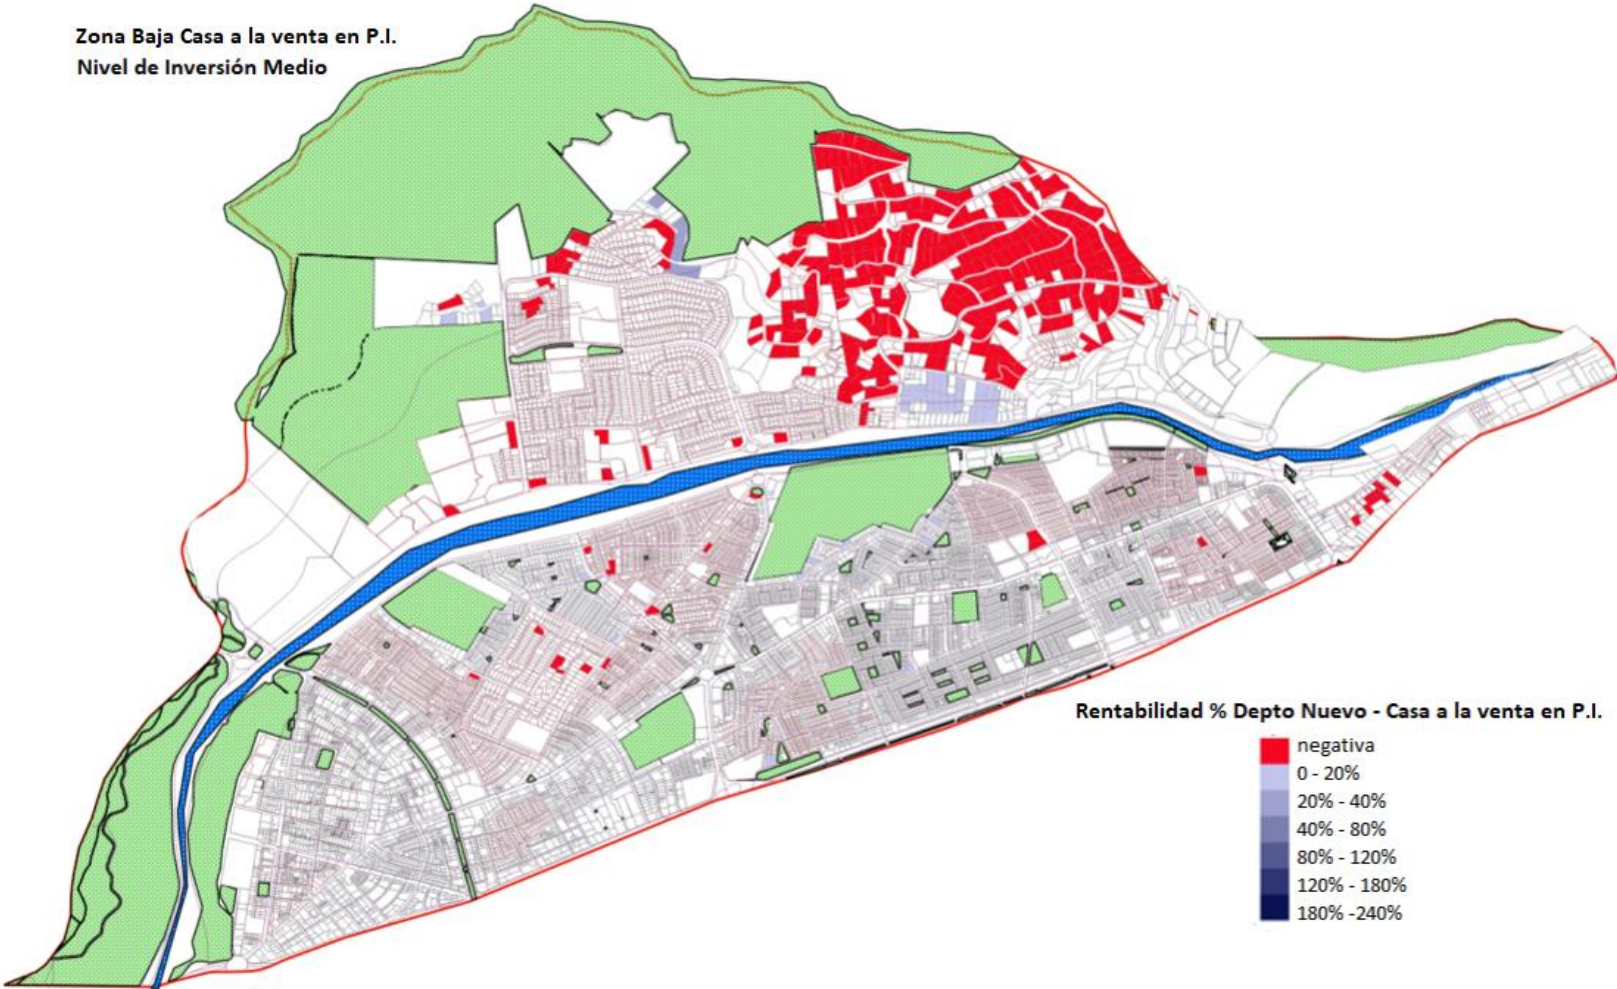 Zona Baja Casa a la venta en P.I.
Nivel de Inversión Medio
Rentabilidad % Depto Nuevo - Casa a la venta en P.I.
negativa
0 - 20%
20% - 40%
40% - 80%
80% - 120%
120% - 180%
180% -240%